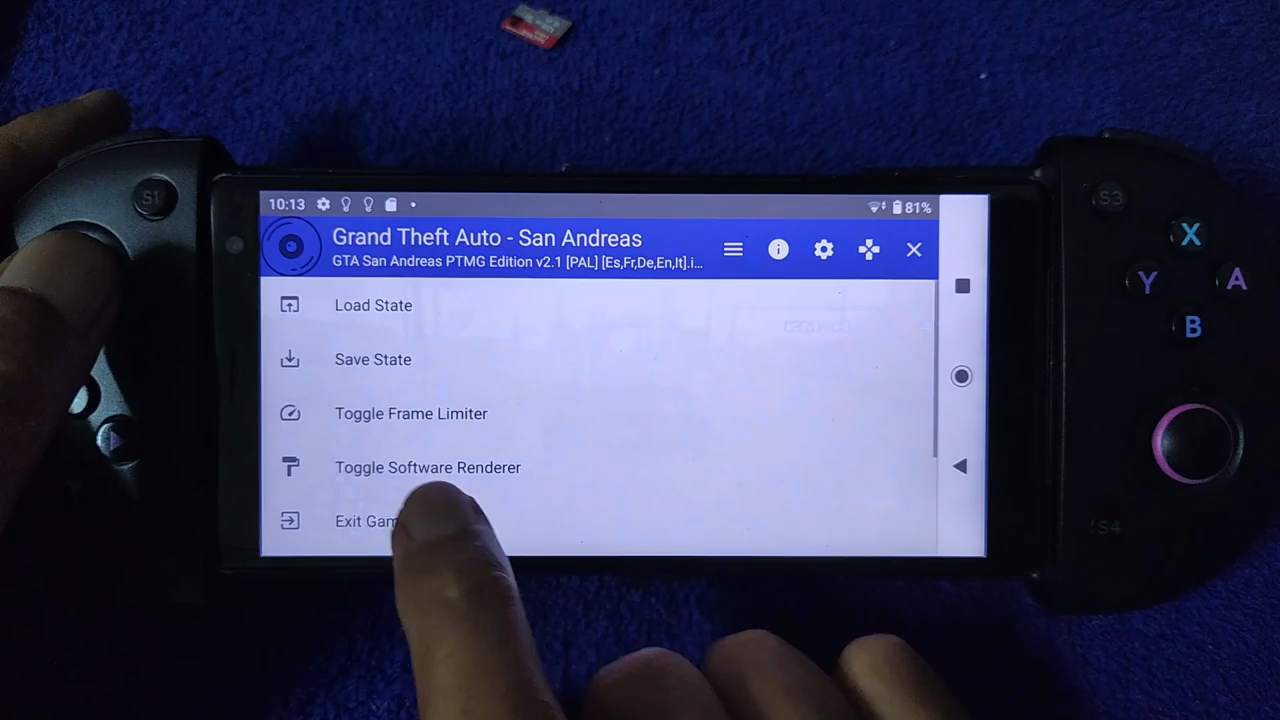 S1
10:13
81%
Grand Theft Auto - San Andreas
GTA San Andreas PTMG Edition v2.1 [PAL] [Es,Fr,De,En,It].i...
Load State
Save State
Toggle Frame Limiter
Toggle Software Renderer
Exit Gam
S3
X
Y
A
B
S4